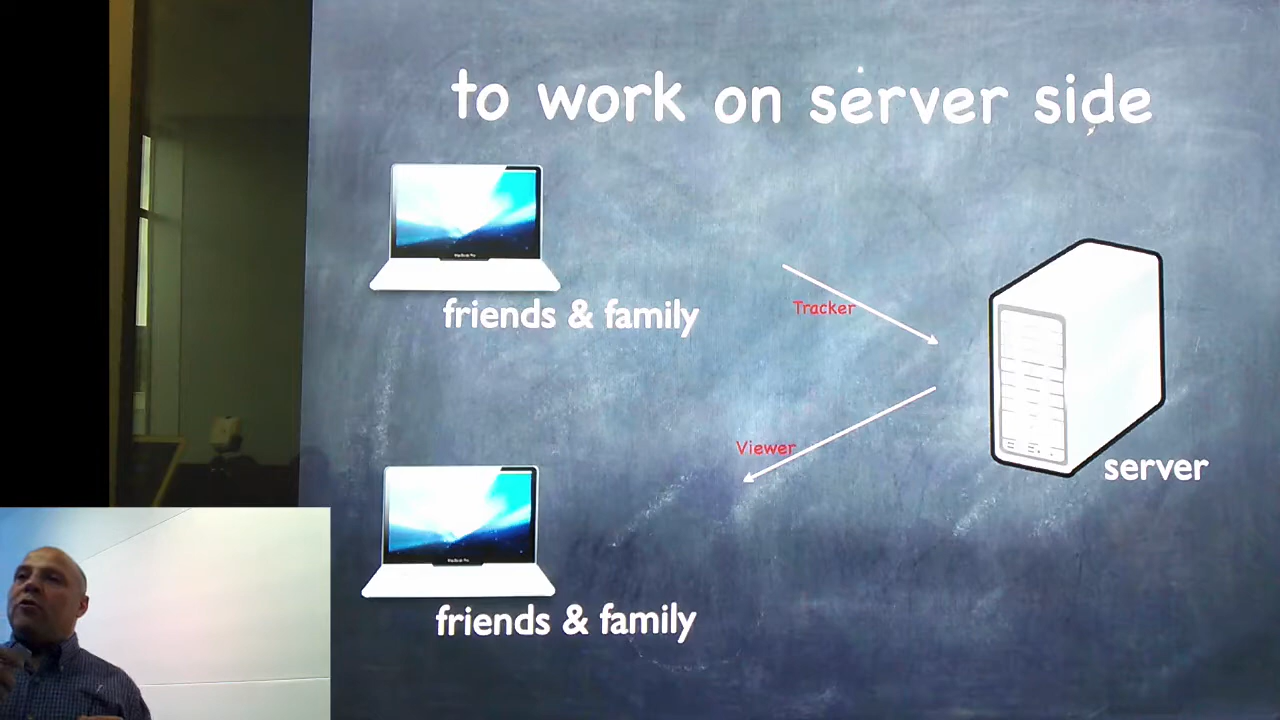 to work on server side
friends & family
Tracker
Viewer
server
friends & family